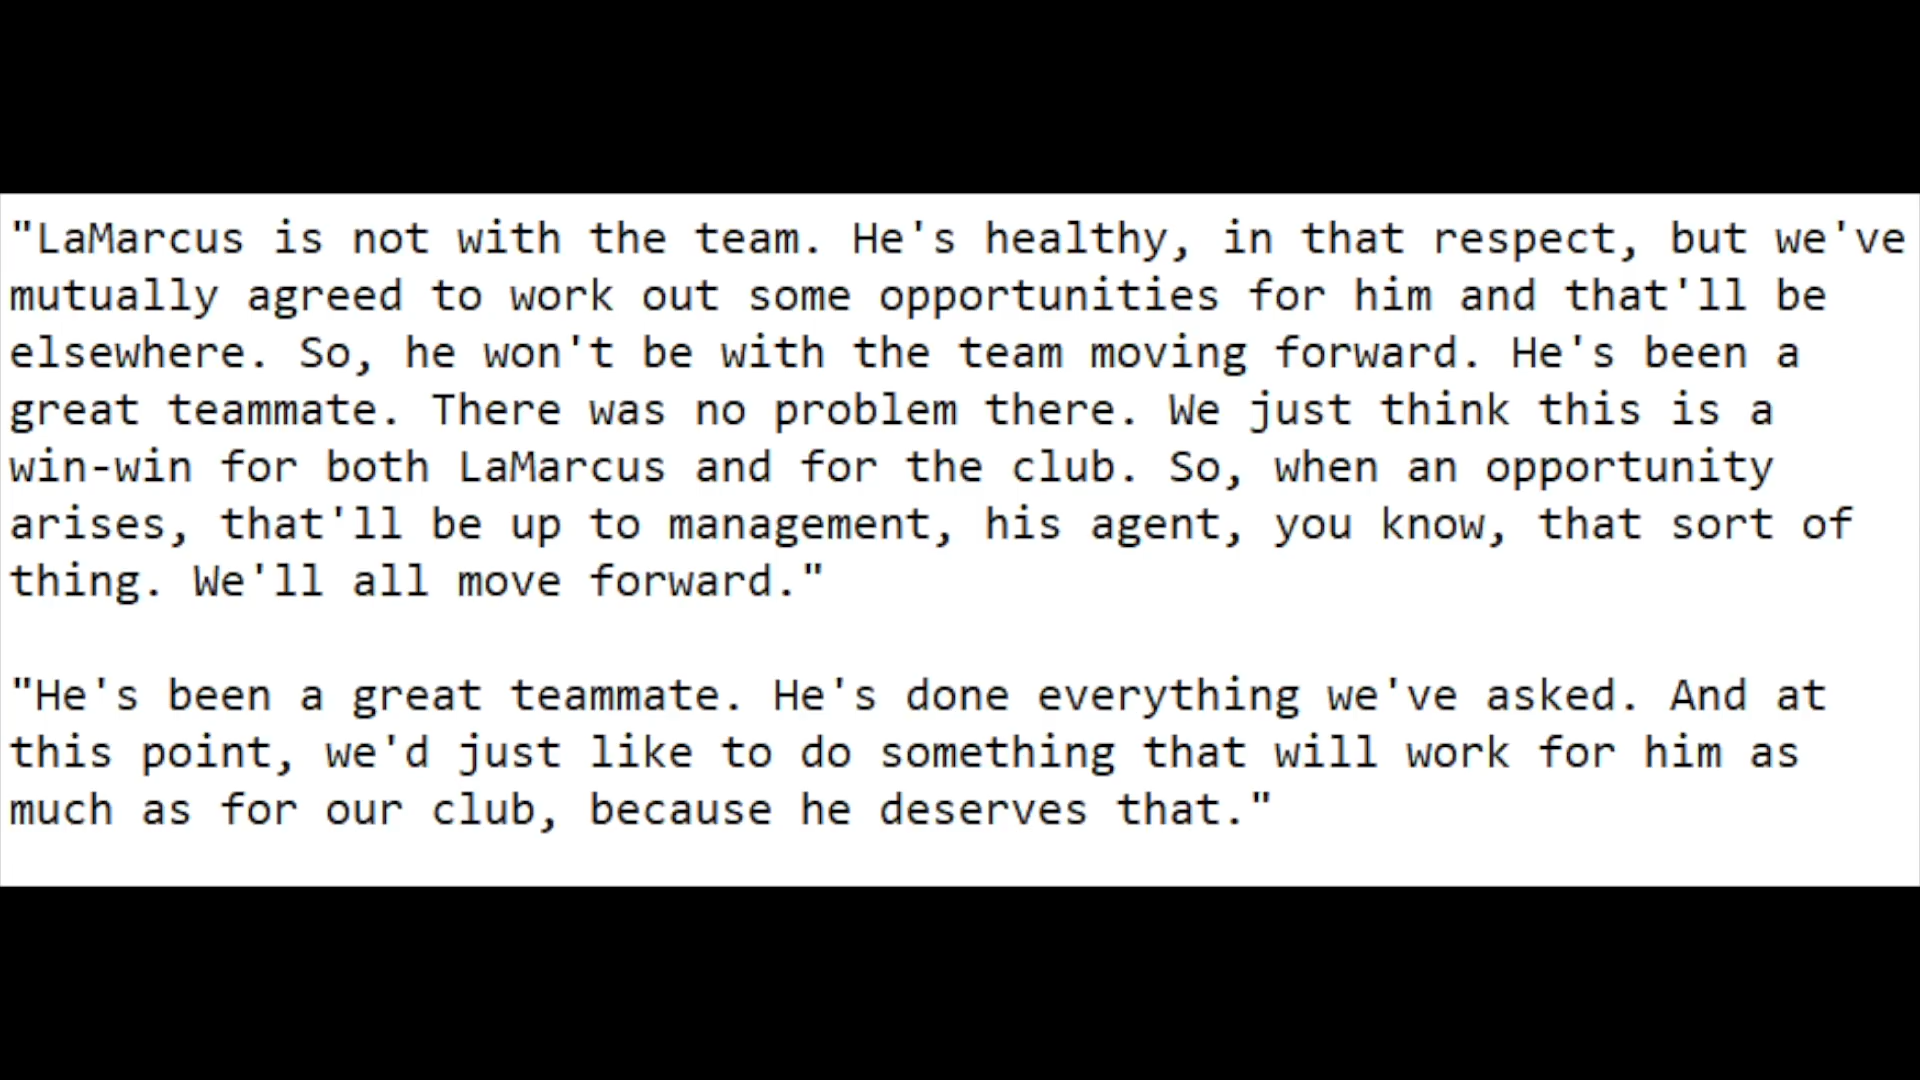 "LaMarcus is not with the team. He's healthy, in that respect, but we've
mutually agreed to work out some opportunities for him and that'll be
elsewhere. So, he won't be with the team moving forward. He's been a
great teammate. There was no problem there. We just think this is a
win-win for both LaMarcus and for the club. So, when an opportunity
arises, that'll be up to management, his agent, you know, that sort of
thing. We'll all move forward."
"He's been a great teammate. He's done everything we've asked. And at
this point, we'd just like to do something that will work for him as
much as for our club, because he deserves that."